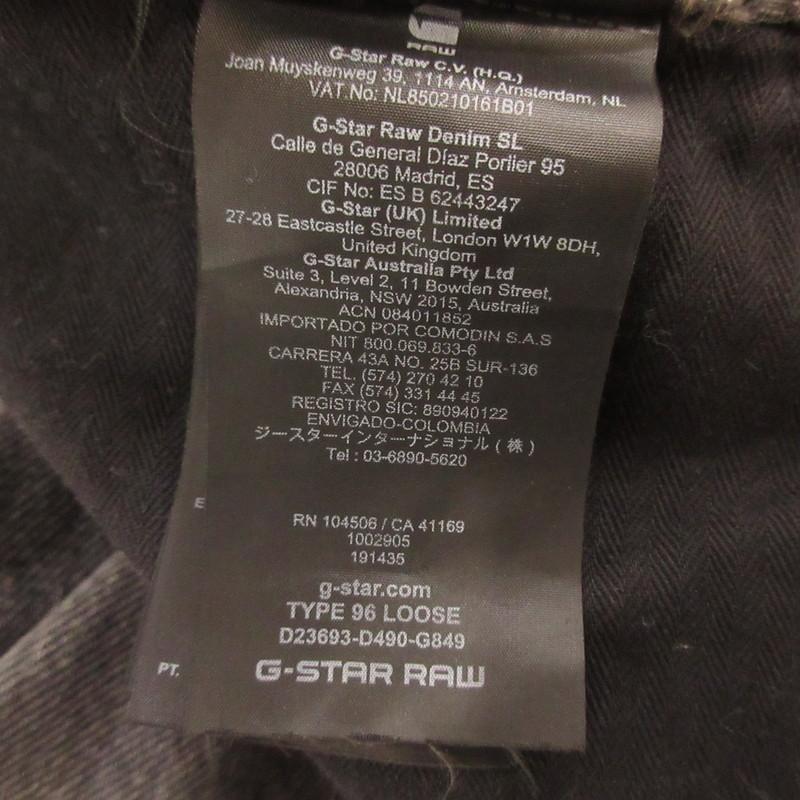 RAW
G-Star Raw C.V. (H.Q.)
Joan Muyskenweg 39, 1114 AN, Amsterdam, NL
VAT.No: NL850210161B01
G-Star Raw Denim SL
Calle de General Díaz Porlier 95
28006 Madrid, ES
CIF No: ES B 62443247
G-Star (UK) Limited
27-28 Eastcastle Street, London W1W 8DH,
United Kingdom
G-Star Australia Pty Ltd
Suite 3, Level 2, 11 Bowden Street,
Alexandria, NSW 2015, Australia
ACN 084011852
IMPORTADO POR COMODIN S.A.S
NIT 800.069.833-6
CARRERA 43A NO. 25B SUR-136
TEL. (574) 270 42 10
FAX (574) 331 44 45
REGISTRO SIC: 890940122
ENVIGADO-COLOMBIA
ジースターインターナショナル(株)
Tel : 03-6890-5620
E
RN 104506 / CA 41169
1002905
191435
g-star.com
TYPE 96 LOOSE
D23693-D490-G849
PT. G-STAR RAW